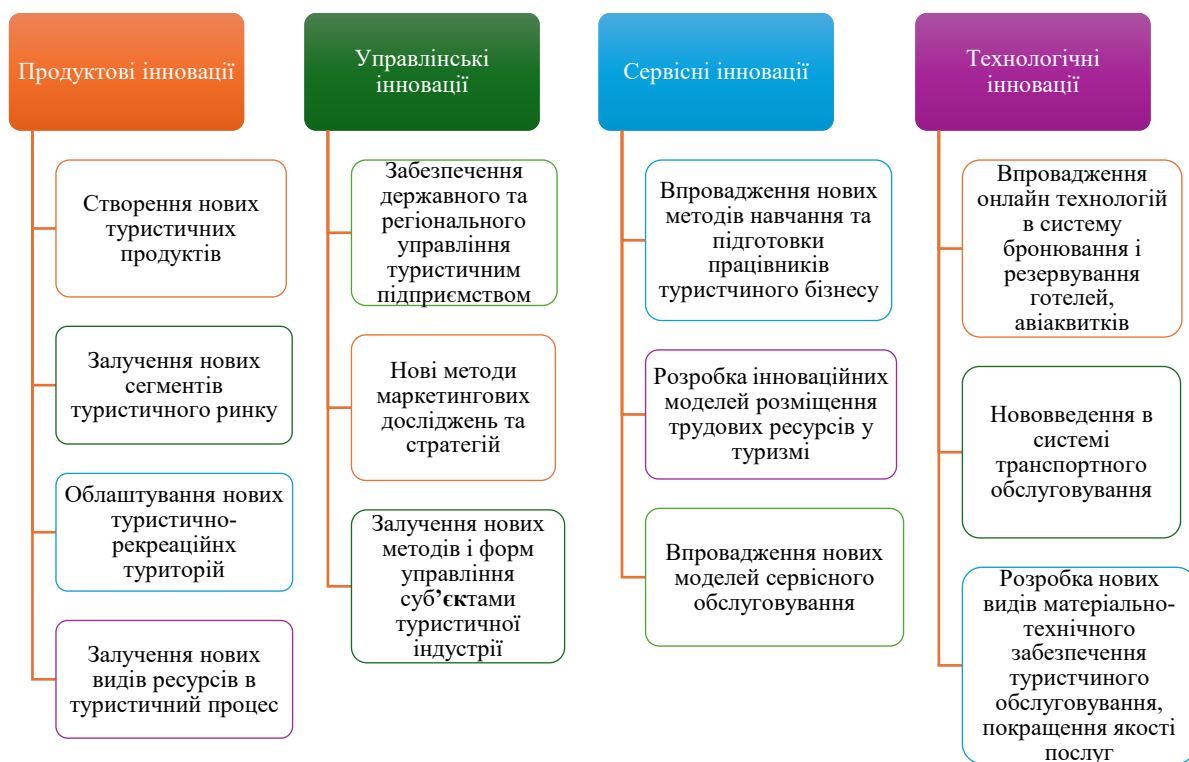 Продуктові інновації
Створення нових
туристичних
продуктів
Залучення нових
сегментів
туристичного ринку
Облаштування нових
туристично-
рекреаційнх
туриторій
Залучення нових
видів ресурсів в
туристичний процес
Управлінські
інновації
Забезпечення
державного та
регіонального
управління
туристичним
підприємством
Нові методи
маркетингових
досліджень та
стратегій
Залучення нових
методів і форм
управління
суб’єктами
туристичної
індустрії
Сервісні інновації
Впровадження нових
методів навчання та
підготовки
працівників
туристчиного бізнесу
Розробка інноваційних
моделей розміщення
трудових ресурсів у
туризмі
Впровадження нових
моделей сервісного
обслуговування
Технологічні
інновації
Впровадження
онлайн технологій
в систему
бронювання і
резервування
готелей,
авіаквитків
Нововведення в
системі
транспортного
обслуговування
Розробка нових
видів матеріально-
технічного
забезпечення
туристчиного
обслуговування,
покращення якості
послуг